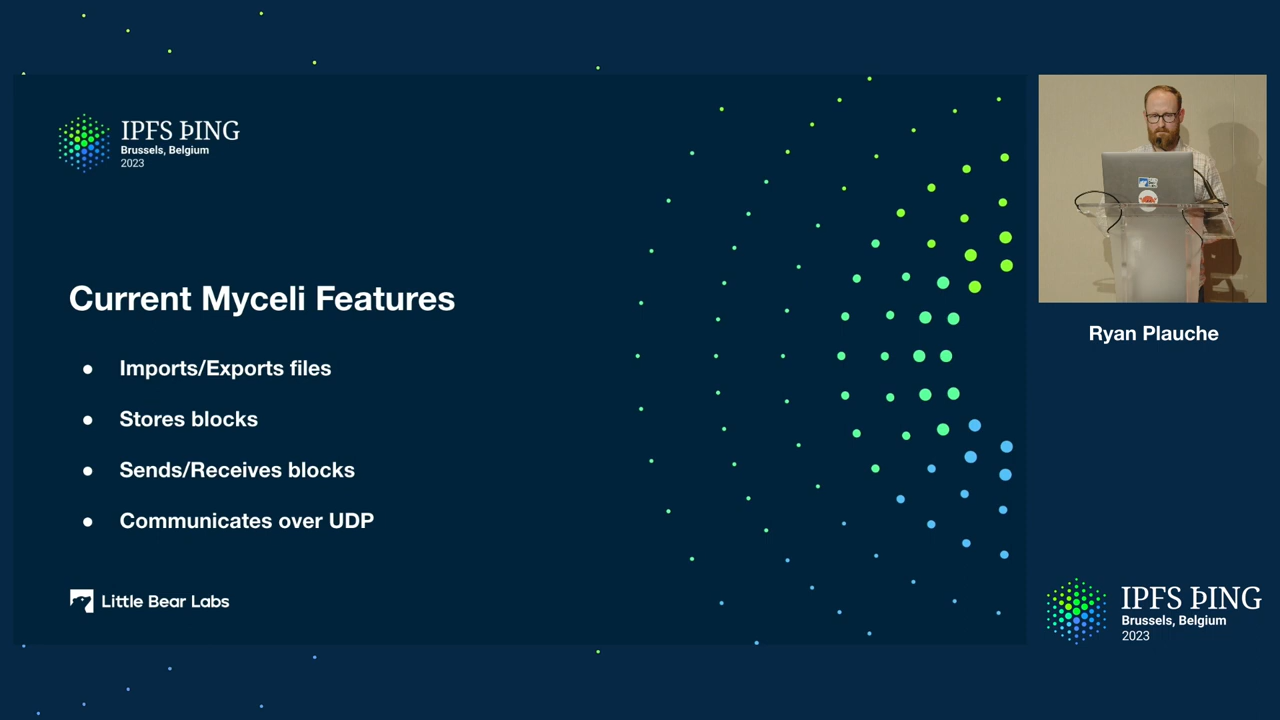 IPFS ÞING
Brussels, Belgium
2023
Current Myceli Features
● Imports/Exports files
● Stores blocks
● Sends/Receives blocks
● Communicates over UDP
Little Bear Labs
Ryan Plauche
IPFS ÞING
Brussels, Belgium
2023